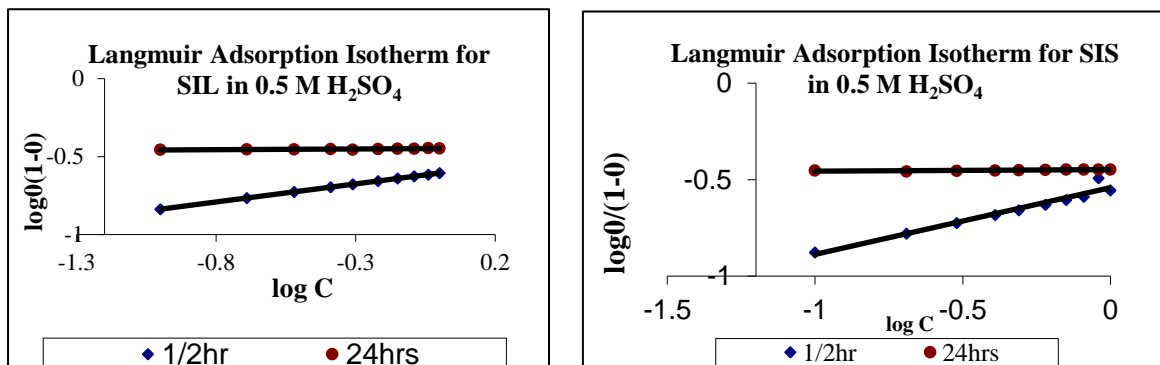 Langmuir Adsorption Isotherm for
SIL in 0.5 M H₂SO₄
0
-0.5
-1
-1.3
-0.8
-0.3
0.2
log0(1-0)
log C
1/2hr
24hrs
Langmuir Adsorption Isotherm for SIS
in 0.5 M H₂SO₄
0
-0.5
-1
-1.5
-1
-0.5
0
log0/(1-0)
log C
1/2hr
24hrs